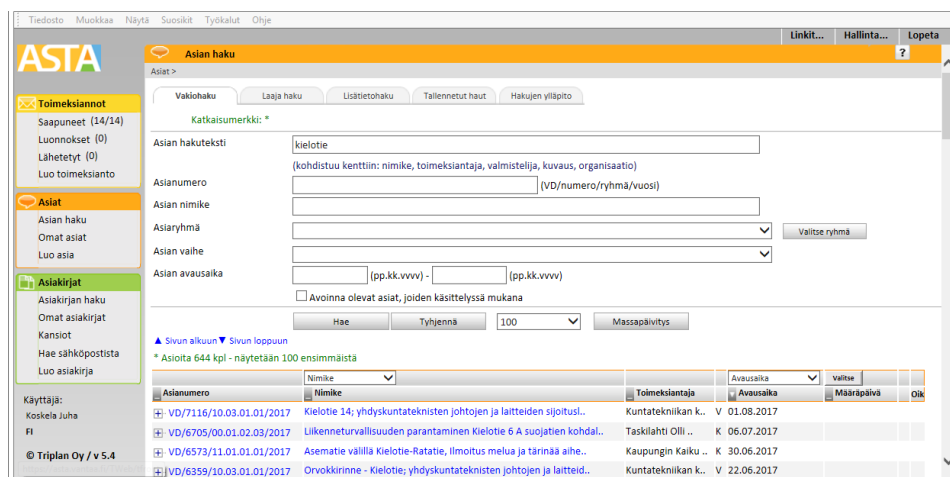 Tiedosto Muokkaa Näytä Suosikit Työkalut Ohje
Linkit... Hallinta... Lopeta
ASTA
Asian haku ?
Asiat >
Vakiohaku Laaja haku Lisätietohaku Tallennetut haut Hakujen ylläpito
Katkaisumerkki: *
Toimeksiannot
Saapuneet (14/14)
Luonnokset (0)
Lähetetyt (0)
Luo toimeksianto
Asiat
Asian haku
Omat asiat
Luo asia
Asiakirjat
Asiakirjan haku
Omat asiakirjat
Kansiot
Hae sähköpostista
Luo asiakirja
Käyttäjä:
Koskela Juha
FI
© Triplan Oy / v 5.4
Asian hakuteksti kielotie
(kohdistuu kenttiin: nimike, toimeksiantaja, valmistelija, kuvaus, organisaatio)
Asianumero (VD/numero/ryhmä/vuosi)
Asian nimike
Asiaryhmä Valitse ryhmä
Asian vaihe
Asian avausaika (pp.kk.vvvv) - (pp.kk.vvvv)
Avoinna olevat asiat, joiden käsittelyssä mukana
Hae Tyhjennä 100 Massapäivitys
Sivun alkuun Sivun loppuun
* Asioita 644 kpl - näytetään 100 ensimmäistä
Nimike Avausaika Valitse
Asianumero Nimike Toimeksiantaja Avausaika Määräpäivä Oik
VD/7116/10.03.01.01/2017 Kielotie 14; yhdyskuntateknisten johtojen ja laitteiden sijoitusl.. Kuntatekniikan k.. V 01.08.2017
VD/6705/00.01.02.03/2017 Liikenneturvallisuuden parantaminen Kielotie 6 A suojatien kohdal.. Taskilahti Olli .. K 06.07.2017
VD/6573/11.01.01.01/2017 Asematie välillä Kielotie-Ratatie, Ilmoitus melua ja tärinää aihe.. Kaupungin Kaiku .. K 30.06.2017
VD/6359/10.03.01.01/2017 Orvokkirinne - Kielotie; yhdyskuntateknisten johtojen ja laitteid.. Kuntatekniikan k.. V 22.06.2017